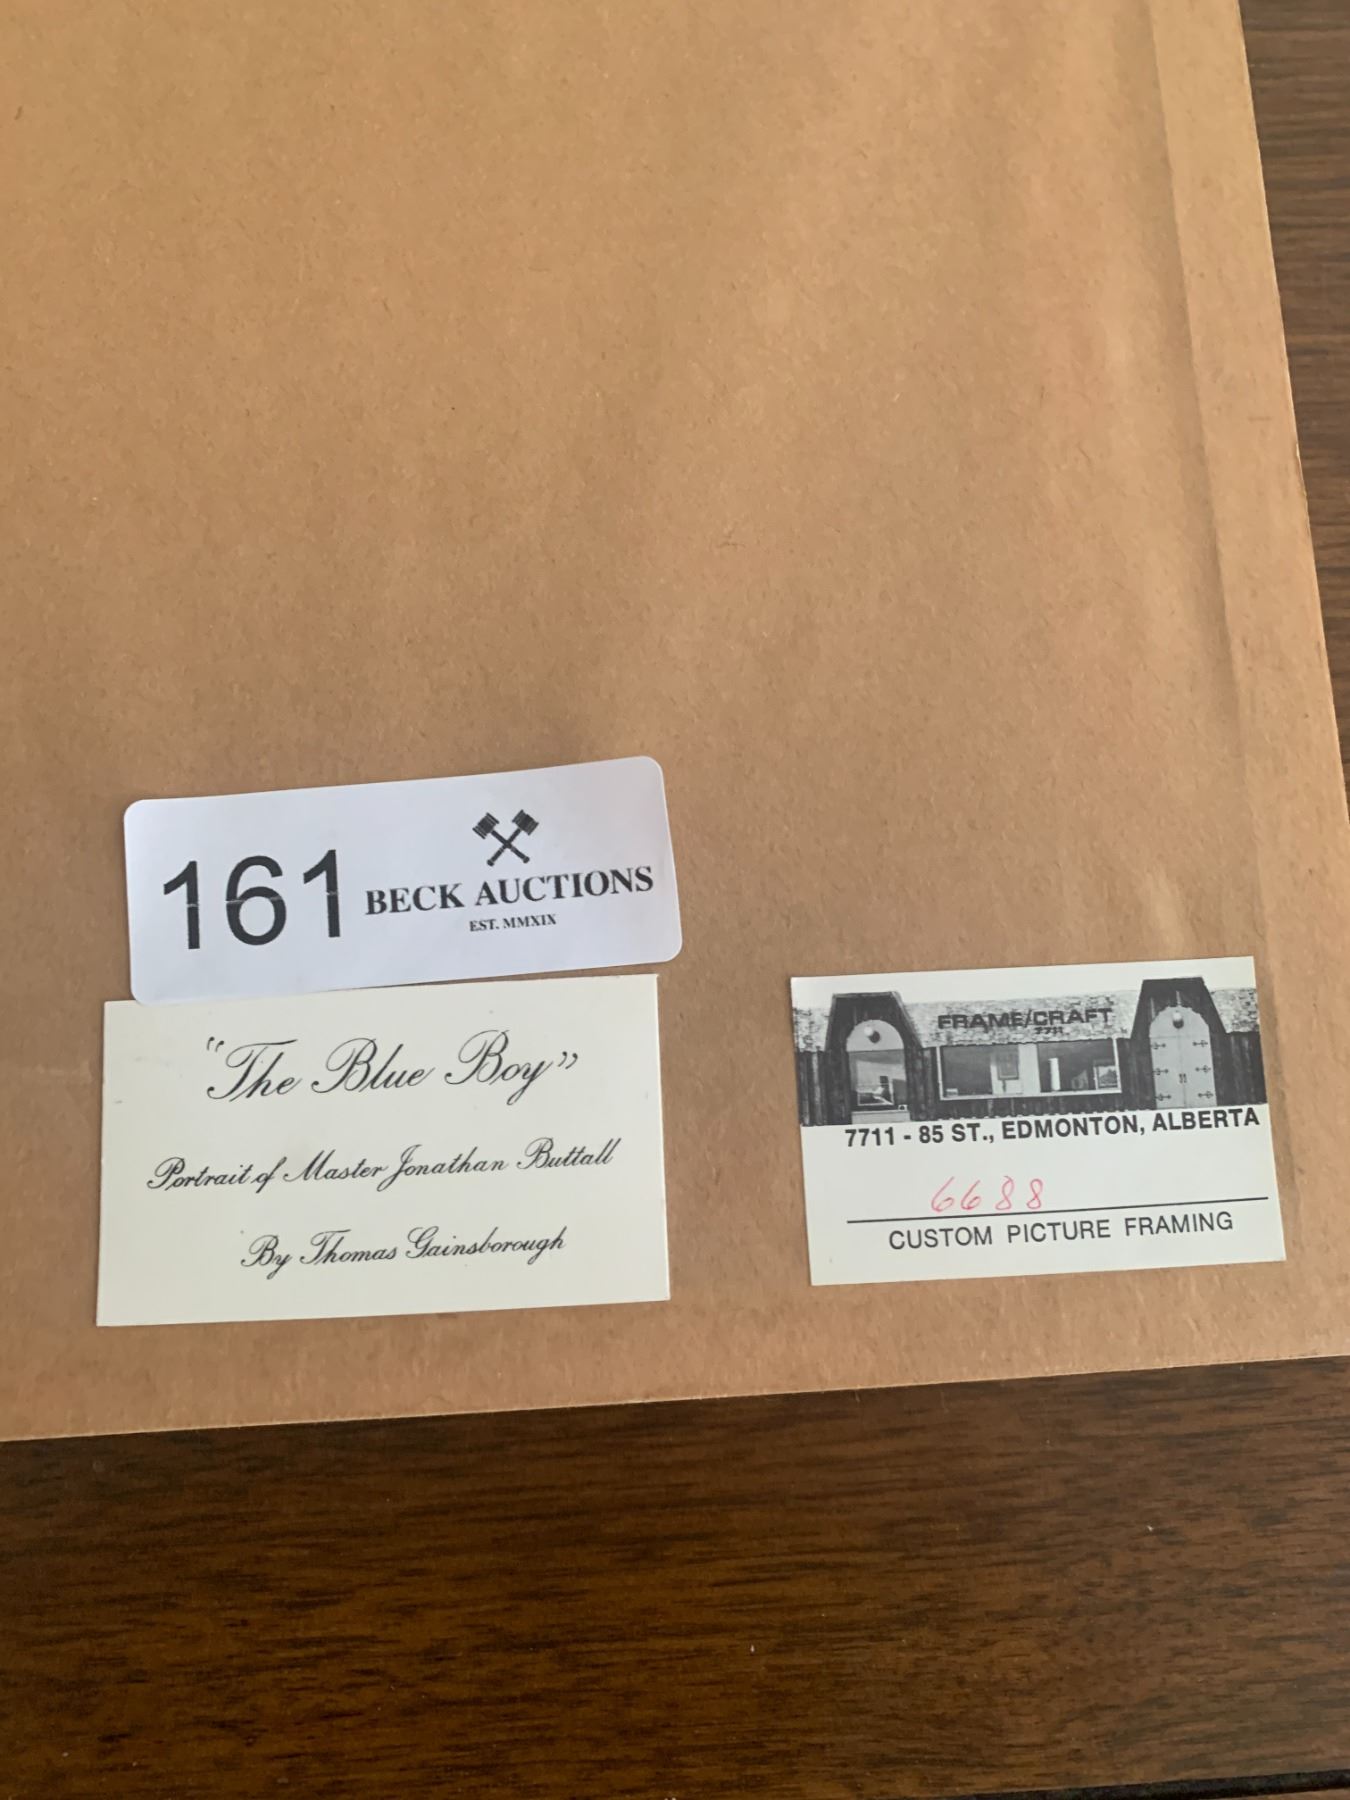 161 BECK AUCTIONS
EST. MMXIX
"The Blue Boy"
Portrait of Master Jonathan Buttall
By Thomas Gainsborough
FRAME/CRAFT
7711
7711 - 85 ST., EDMONTON, ALBERTA
6688
CUSTOM PICTURE FRAMING